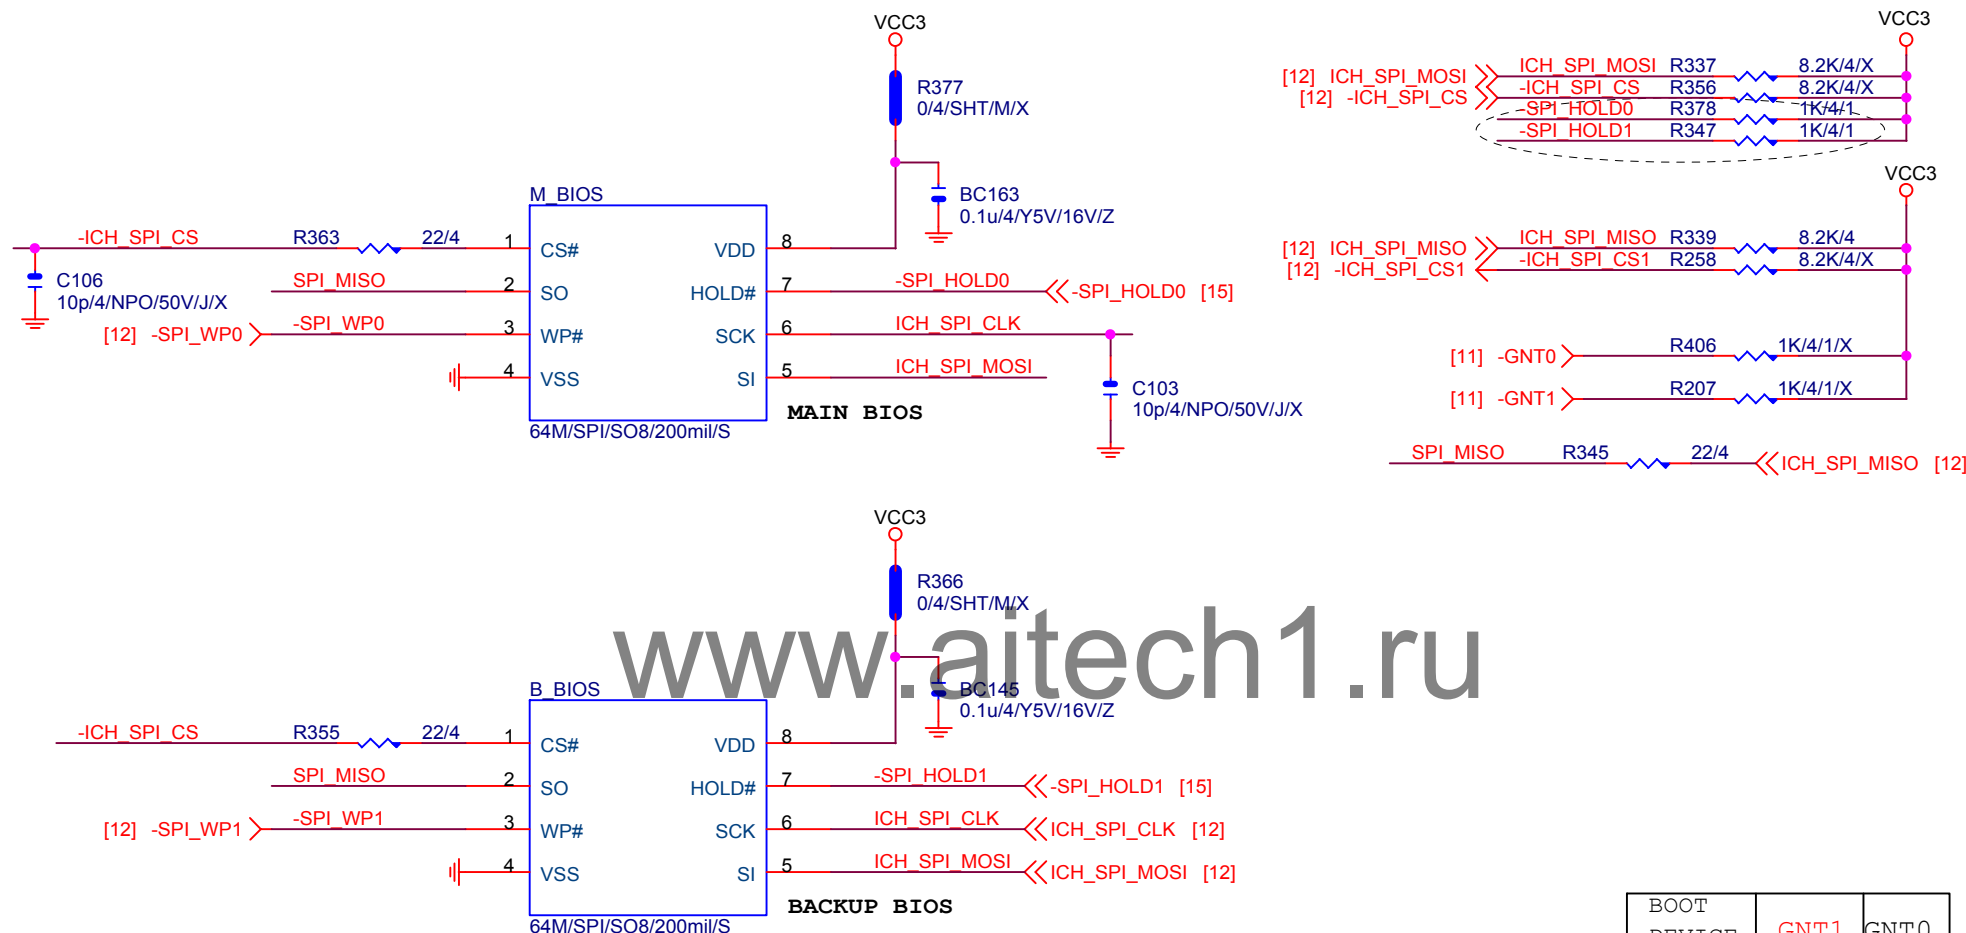 VCC3
R377
0/4/SHT/M/X
BC163
0.1u/4/Y5V/16V/Z
M_BIOS
-ICH_SPI_CS R363 22/4 1 CS# VDD 8
C106
10p/4/NPO/50V/J/X
SPI_MISO 2 SO HOLD# 7 -SPI_HOLD0 -SPI_HOLD0 [15]
[12] -SPI_WP0 -SPI_WP0 3 WP# SCK 6 ICH_SPI_CLK
4 VSS SI 5 ICH_SPI_MOSI
C103
10p/4/NPO/50V/J/X
MAIN BIOS
64M/SPI/SO8/200mil/S
VCC3
[12] ICH_SPI_MOSI ICH_SPI_MOSI R337 8.2K/4/X
[12] -ICH_SPI_CS -ICH_SPI_CS R356 8.2K/4/X
-SPI_HOLD0 R378 1K/4/1
-SPI_HOLD1 R347 1K/4/1
VCC3
[12] ICH_SPI_MISO ICH_SPI_MISO R339 8.2K/4
[12] -ICH_SPI_CS1 -ICH_SPI_CS1 R258 8.2K/4/X
[11] -GNT0 R406 1K/4/1/X
[11] -GNT1 R207 1K/4/1/X
SPI_MISO R345 22/4 ICH_SPI_MISO [12]
VCC3
R366
0/4/SHT/M/X
www.aitech1.ru
BC145
0.1u/4/Y5V/16V/Z
B_BIOS
-ICH_SPI_CS R355 22/4 1 CS# VDD 8
SPI_MISO 2 SO HOLD# 7 -SPI_HOLD1 -SPI_HOLD1 [15]
[12] -SPI_WP1 -SPI_WP1 3 WP# SCK 6 ICH_SPI_CLK ICH_SPI_CLK [12]
4 VSS SI 5 ICH_SPI_MOSI ICH_SPI_MOSI [12]
BACKUP BIOS
64M/SPI/SO8/200mil/S
BOOT
DEVICE GNT1 GNT0